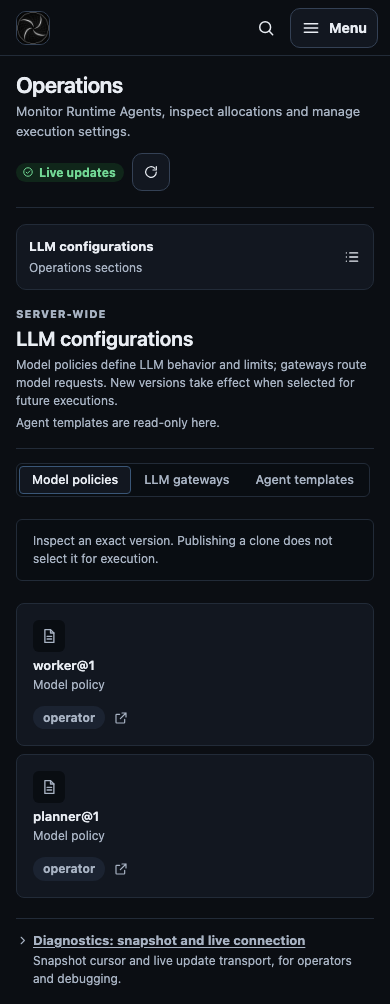 Menu
Operations
Monitor Runtime Agents, inspect allocations and manage
execution settings.
Live updates
LLM configurations
Operations sections
SERVER-WIDE
LLM configurations
Model policies define LLM behavior and limits; gateways route
model requests. New versions take effect when selected for
future executions.
Agent templates are read-only here.
Model policies LLM gateways Agent templates
Inspect an exact version. Publishing a clone does not
select it for execution.
worker@1
Model policy
operator
planner@1
Model policy
operator
Diagnostics: snapshot and live connection
Snapshot cursor and live update transport, for operators
and debugging.